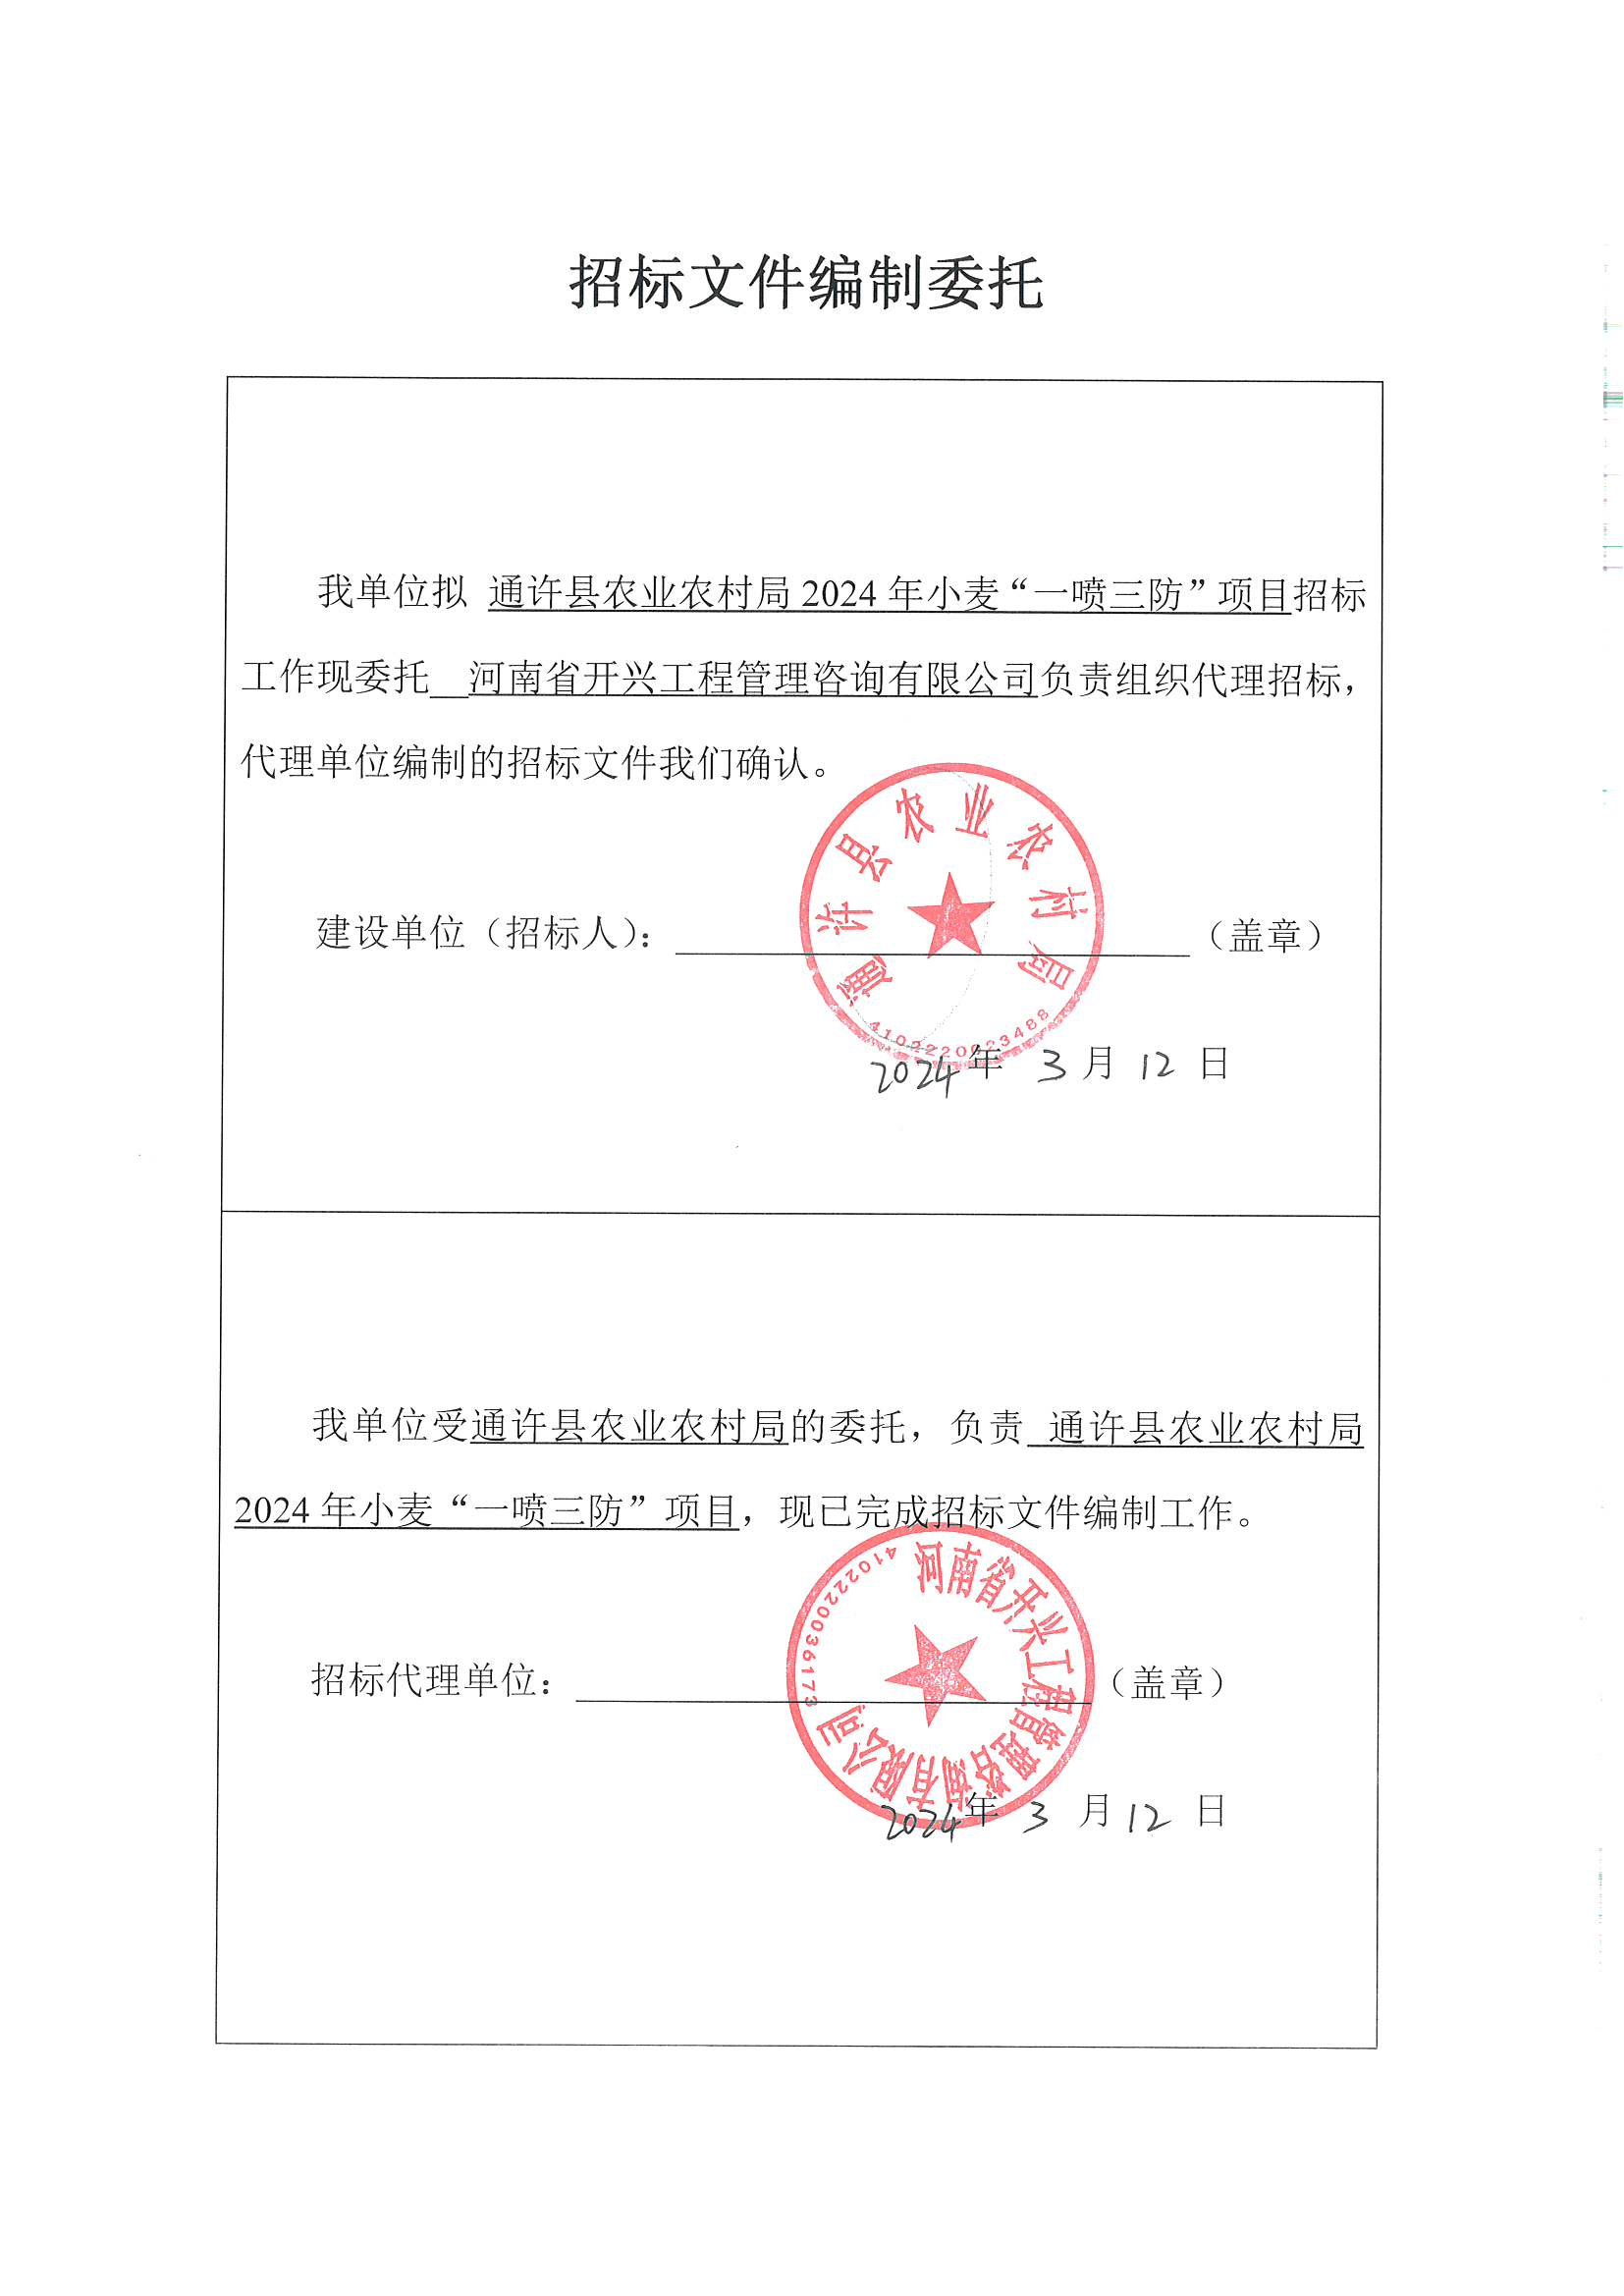 招标文件编制委托
我单位拟 通许县农业农村局2024年小麦“一喷三防”项目招标
工作现委托 河南省开兴工程管理咨询有限公司负责组织代理招标，
代理单位编制的招标文件我们确认。
建设单位（招标人）： （盖章）
通许县农业农村局
4102220023488
2024年 3月 12日
我单位受通许县农业农村局的委托，负责 通许县农业农村局
2024年小麦“一喷三防”项目，现已完成招标文件编制工作。
招标代理单位： （盖章）
河南省开兴工程管理咨询有限公司
4102220036173
2024年 3月12日